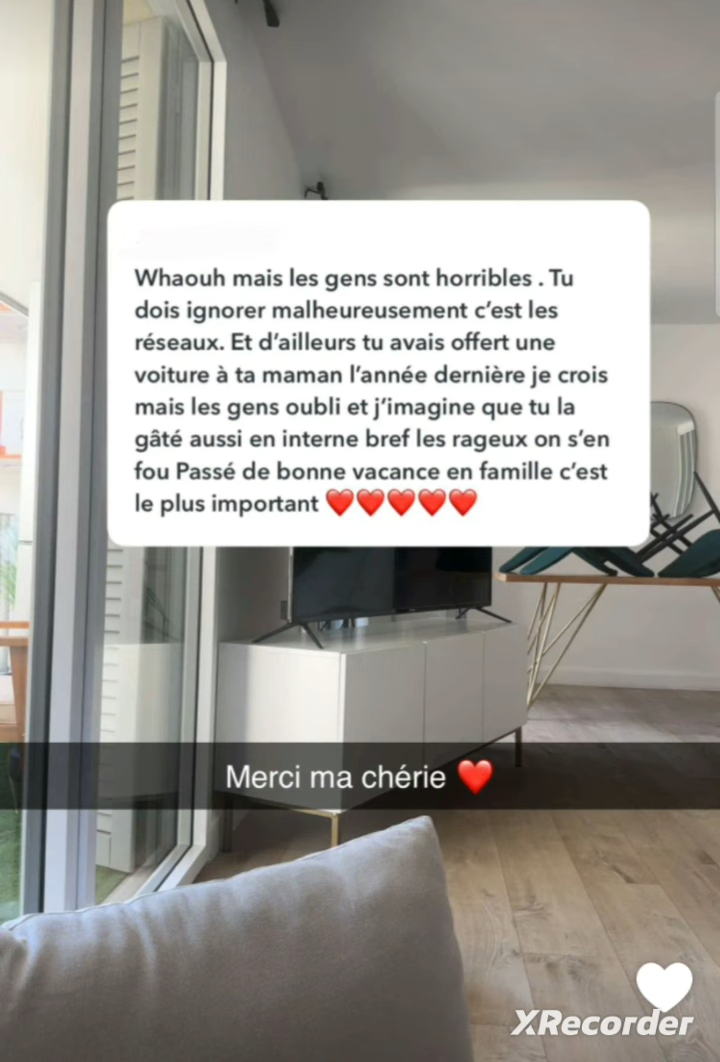 Whaouh mais les gens sont horribles . Tu
dois ignorer malheureusement c’est les
réseaux. Et d’ailleurs tu avais offert une
voiture à ta maman l’année dernière je crois
mais les gens oubli et j’imagine que tu la
gâté aussi en interne bref les rageux on s’en
fou Passé de bonne vacance en famille c’est
le plus important ❤️❤️❤️❤️❤️
Merci ma chérie ❤️
XRecorder